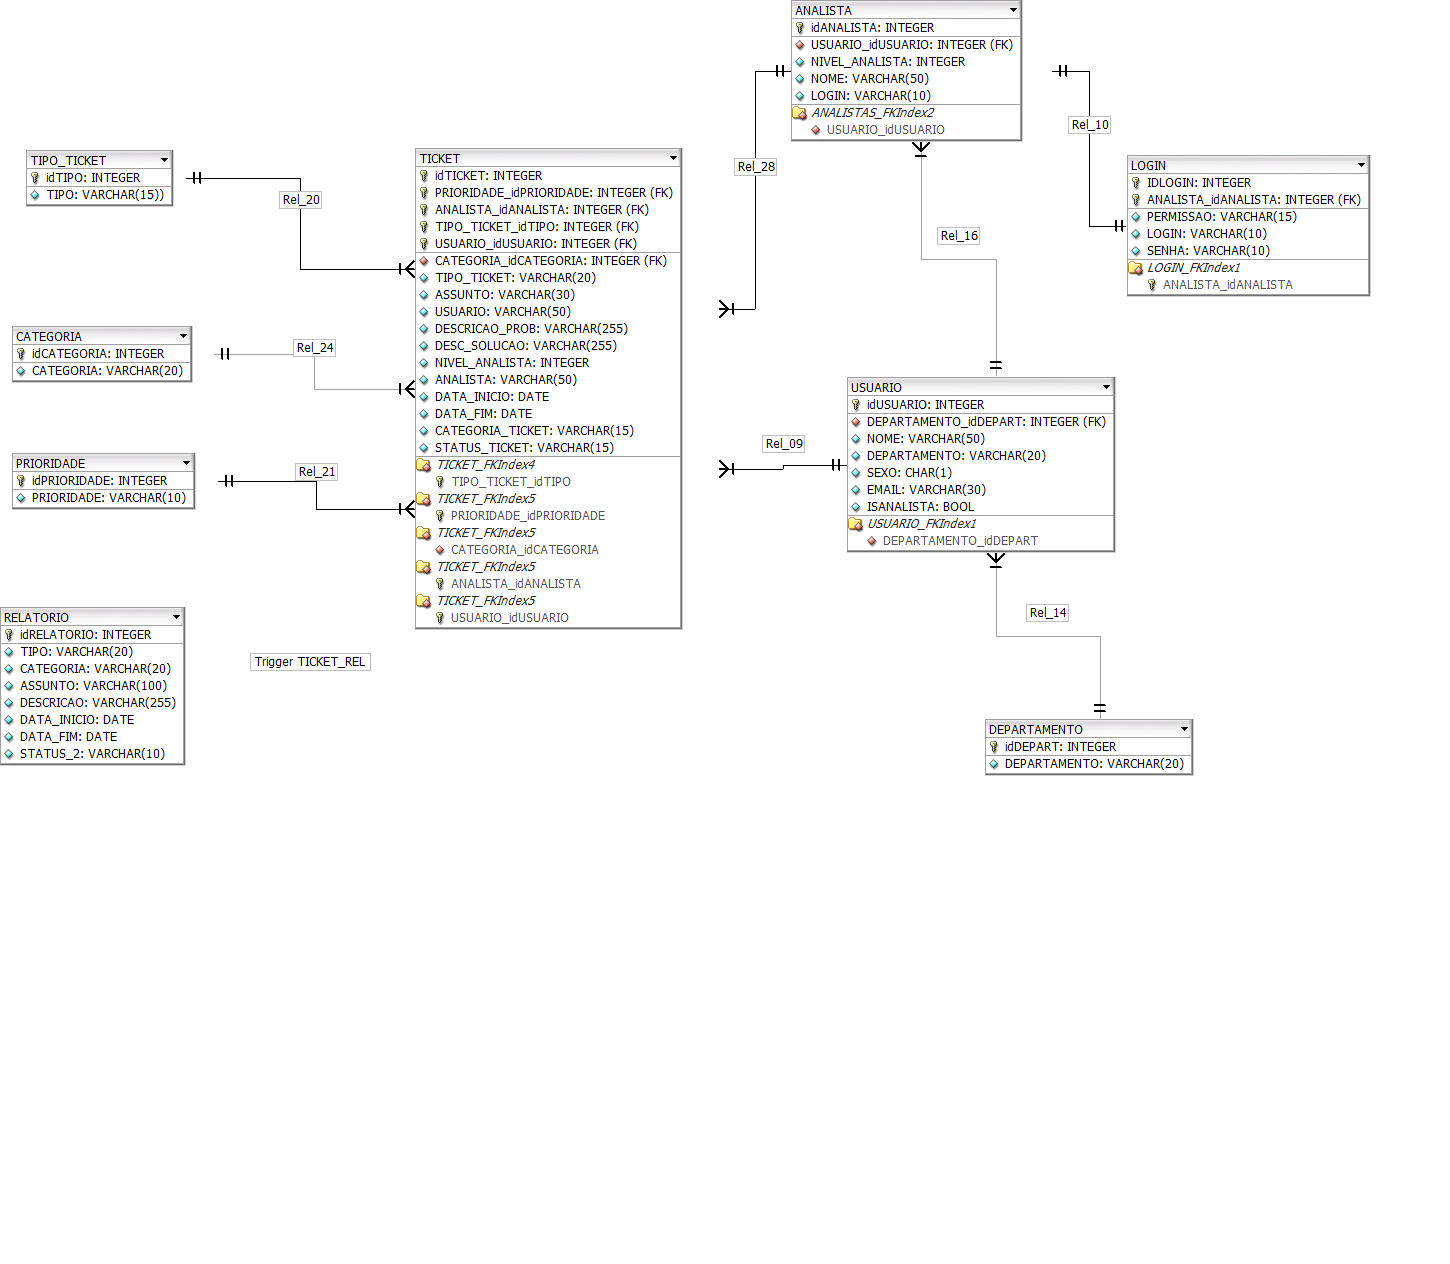 ANALISTA
idANALISTA: INTEGER
USUARIO_idUSUARIO: INTEGER (FK)
NIVEL_ANALISTA: INTEGER
NOME: VARCHAR(50)
LOGIN: VARCHAR(10)
ANALISTAS_FKIndex2
USUARIO_idUSUARIO
Rel_10
Rel_28
LOGIN
IDLOGIN: INTEGER
ANALISTA_idANALISTA: INTEGER (FK)
PERMISSAO: VARCHAR(15)
LOGIN: VARCHAR(10)
SENHA: VARCHAR(10)
LOGIN_FKIndex1
ANALISTA_idANALISTA
TIPO_TICKET
idTIPO: INTEGER
TIPO: VARCHAR(15))
Rel_20
TICKET
idTICKET: INTEGER
PRIORIDADE_idPRIORIDADE: INTEGER (FK)
ANALISTA_idANALISTA: INTEGER (FK)
TIPO_TICKET_idTIPO: INTEGER (FK)
USUARIO_idUSUARIO: INTEGER (FK)
CATEGORIA_idCATEGORIA: INTEGER (FK)
TIPO_TICKET: VARCHAR(20)
ASSUNTO: VARCHAR(30)
USUARIO: VARCHAR(50)
DESCRICAO_PROB: VARCHAR(255)
DESC_SOLUCAO: VARCHAR(255)
NIVEL_ANALISTA: INTEGER
ANALISTA: VARCHAR(50)
DATA_INICIO: DATE
DATA_FIM: DATE
CATEGORIA_TICKET: VARCHAR(15)
STATUS_TICKET: VARCHAR(15)
TICKET_FKIndex4
TIPO_TICKET_idTIPO
TICKET_FKIndex5
PRIORIDADE_idPRIORIDADE
TICKET_FKIndex5
CATEGORIA_idCATEGORIA
TICKET_FKIndex5
ANALISTA_idANALISTA
TICKET_FKIndex5
USUARIO_idUSUARIO
Rel_16
CATEGORIA
idCATEGORIA: INTEGER
CATEGORIA: VARCHAR(20)
Rel_24
USUARIO
idUSUARIO: INTEGER
DEPARTAMENTO_idDEPART: INTEGER (FK)
NOME: VARCHAR(50)
DEPARTAMENTO: VARCHAR(20)
SEXO: CHAR(1)
EMAIL: VARCHAR(30)
ISANALISTA: BOOL
USUARIO_FKIndex1
DEPARTAMENTO_idDEPART
Rel_09
PRIORIDADE
idPRIORIDADE: INTEGER
PRIORIDADE: VARCHAR(10)
Rel_21
RELATORIO
idRELATORIO: INTEGER
TIPO: VARCHAR(20)
CATEGORIA: VARCHAR(20)
ASSUNTO: VARCHAR(100)
DESCRICAO: VARCHAR(255)
DATA_INICIO: DATE
DATA_FIM: DATE
STATUS_2: VARCHAR(10)
Trigger TICKET_REL
Rel_14
DEPARTAMENTO
idDEPART: INTEGER
DEPARTAMENTO: VARCHAR(20)